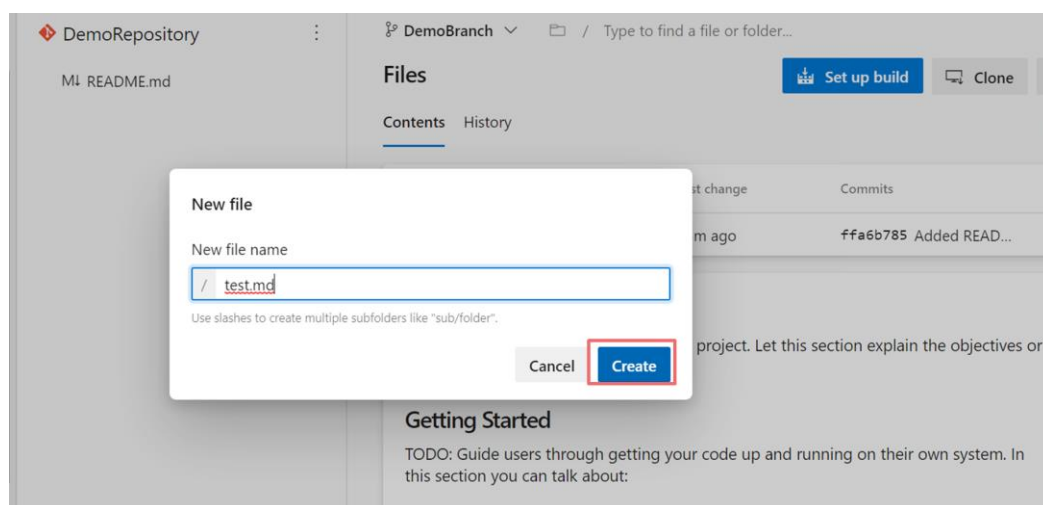 DemoRepository
M↓ README.md
DemoBranch
/ Type to find a file or folder...
Files
Set up build
Clone
Contents History
st change
Commits
m ago
ffa6b785 Added READ...
New file
New file name
/ test.md
Use slashes to create multiple subfolders like "sub/folder".
Cancel
Create
project. Let this section explain the objectives or
Getting Started
TODO: Guide users through getting your code up and running on their own system. In
this section you can talk about: